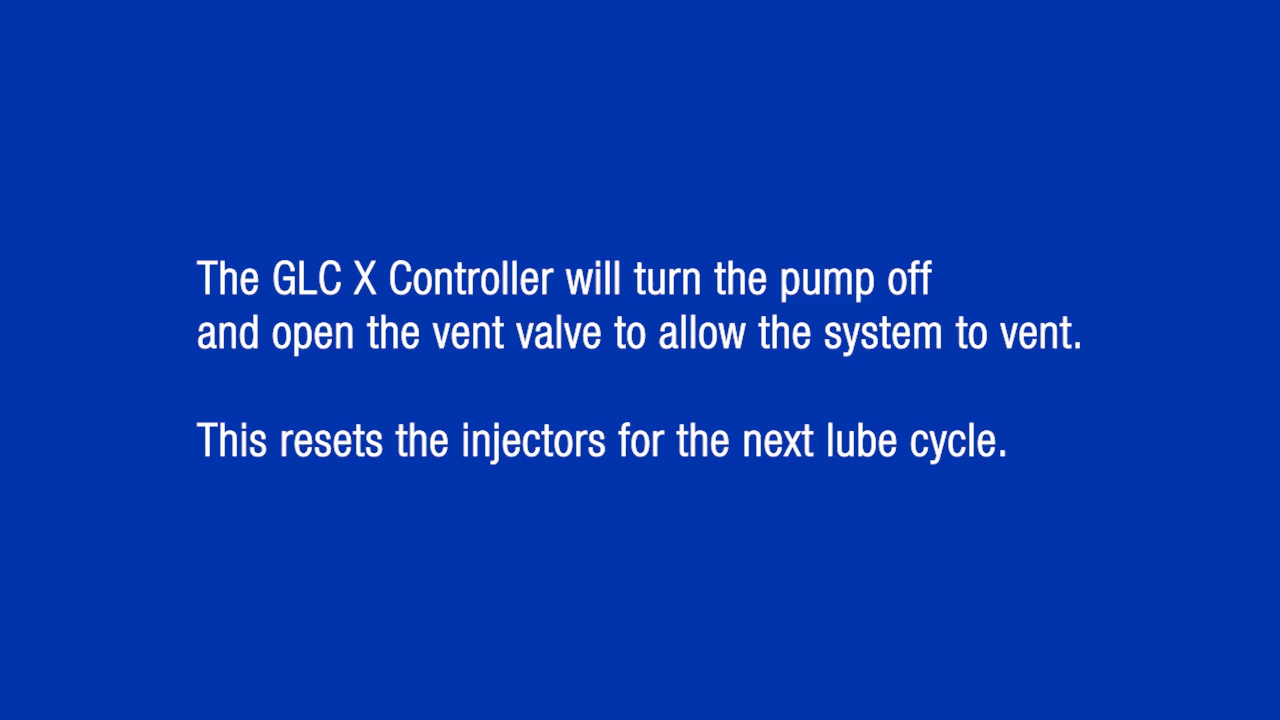 The GLC X Controller will turn the pump off
and open the vent valve to allow the system to vent.
This resets the injectors for the next lube cycle.